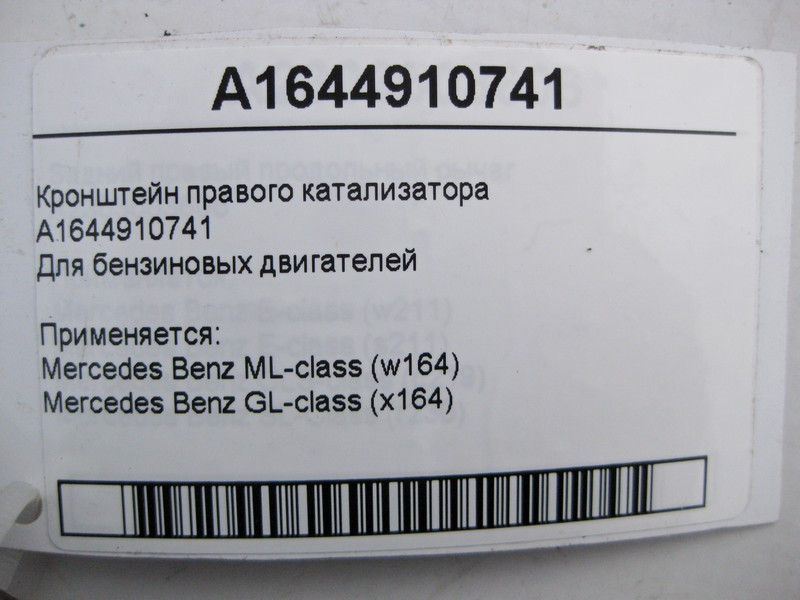 A1644910741
Кронштейн правого катализатора
A1644910741
Для бензиновых двигателей
Применяется:
Mercedes Benz ML-class (w164)
Mercedes Benz GL-class (x164)